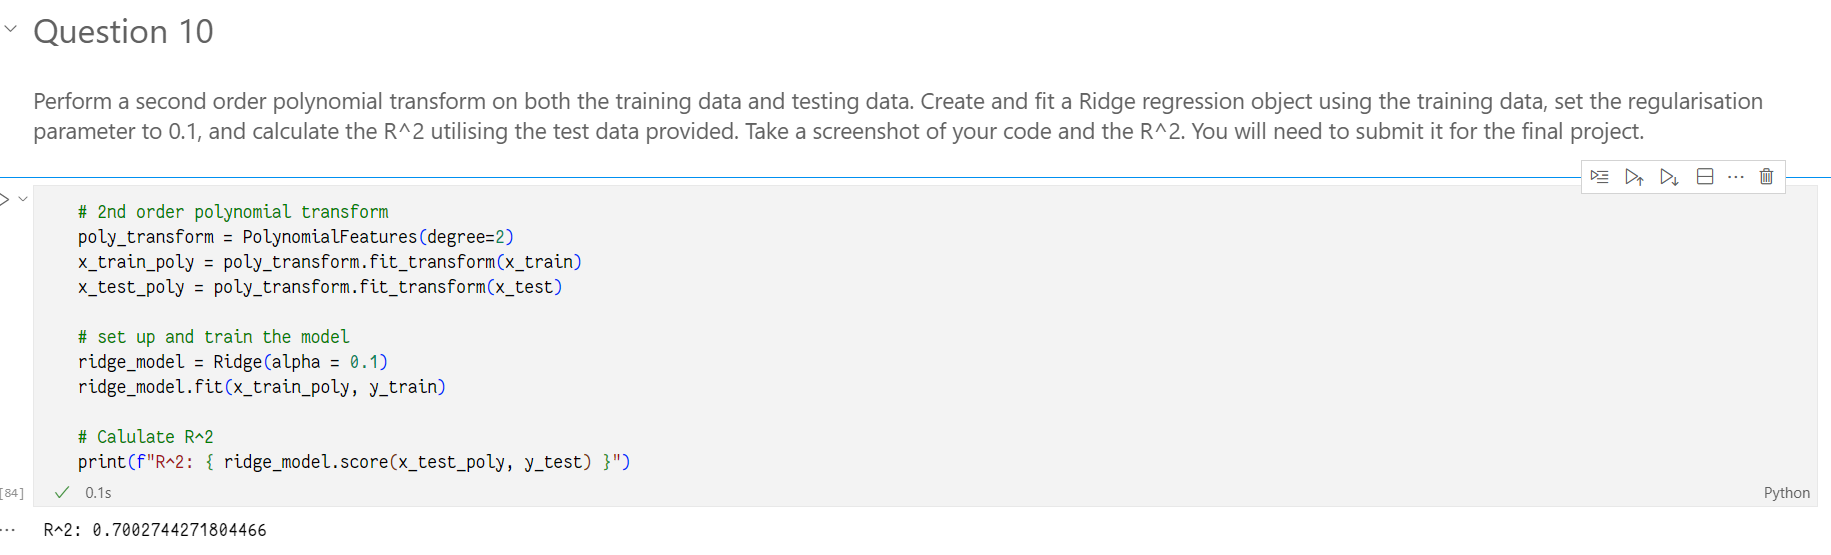 Question 10
Perform a second order polynomial transform on both the training data and testing data. Create and fit a Ridge regression object using the training data, set the regularisation
parameter to 0.1, and calculate the R^2 utilising the test data provided. Take a screenshot of your code and the R^2. You will need to submit it for the final project.
# 2nd order polynomial transform
poly_transform = PolynomialFeatures(degree=2)
x_train_poly = poly_transform.fit_transform(x_train)
x_test_poly = poly_transform.fit_transform(x_test)
# set up and train the model
ridge_model = Ridge(alpha = 0.1)
ridge_model.fit(x_train_poly, y_train)
# Calulate R^2
print(f"R^2: { ridge_model.score(x_test_poly, y_test) }")
[84] 0.1s Python
R^2: 0.7002744271804466